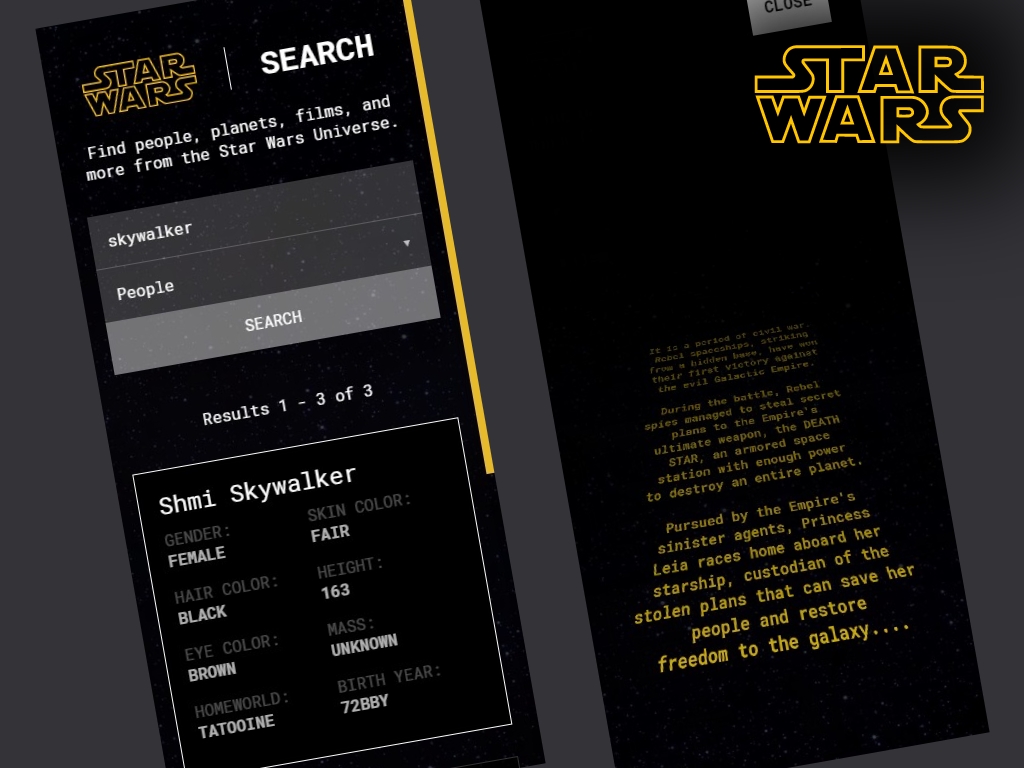 STAR
WARS
SEARCH
Find people, planets, films, and
more from the Star Wars Universe.
skywalker
People
SEARCH
Results 1 - 3 of 3
Shmi Skywalker
GENDER:
FEMALE
SKIN COLOR:
FAIR
HAIR COLOR:
BLACK
HEIGHT:
163
EYE COLOR:
BROWN
MASS:
UNKNOWN
HOMEWORLD:
TATOOINE
BIRTH YEAR:
72BBY
CLOSE
STAR
WARS
It is a period of civil war.
Rebel spaceships, striking
from a hidden base, have won
their first victory against
the evil Galactic Empire.
During the battle, Rebel
spies managed to steal secret
plans to the Empire's
ultimate weapon, the DEATH
STAR, an armored space
station with enough power
to destroy an entire planet.
Pursued by the Empire's
sinister agents, Princess
Leia races home aboard her
starship, custodian of the
stolen plans that can save her
people and restore
freedom to the galaxy....